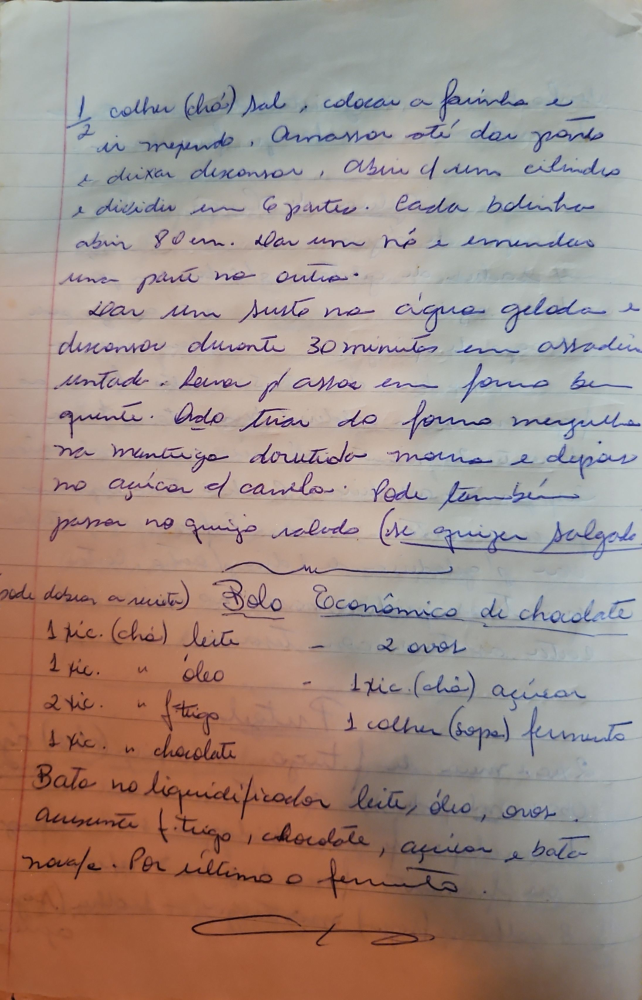 1/2 colher (chá) sal, colocar a farinha e
ir mexendo. Amassar até dar ponto
e deixar descansar, Abrir c/ um cilindro
e dividir em 6 partes. Cada bolinha
abrir 80 cm. Dar um nó e emendar
uma parte na outra.
Dar um susto na água gelada e
descansar durante 30 minutos em assadeira
untada. Levar p/ assar em forno bem
quente. Ao tirar do forno mergulha
na manteiga derretida morna e depois
no açúcar c/ canela. Pode também
passar no queijo ralado (se quizer salgado
pode dobrar a receita) Bolo Econômico de chocolate
1 xic. (chá) leite - 2 ovos
1 xic. " óleo - 1 xic. (chá) açúcar
2 xic. " f. trigo 1 colher (sopa) fermento
1 xic. " chocolate
Bata no liquidificador leite, óleo, ovos.
acrescente f. trigo, chocolate, açúcar e bata
nova/e. Por último o fermento.